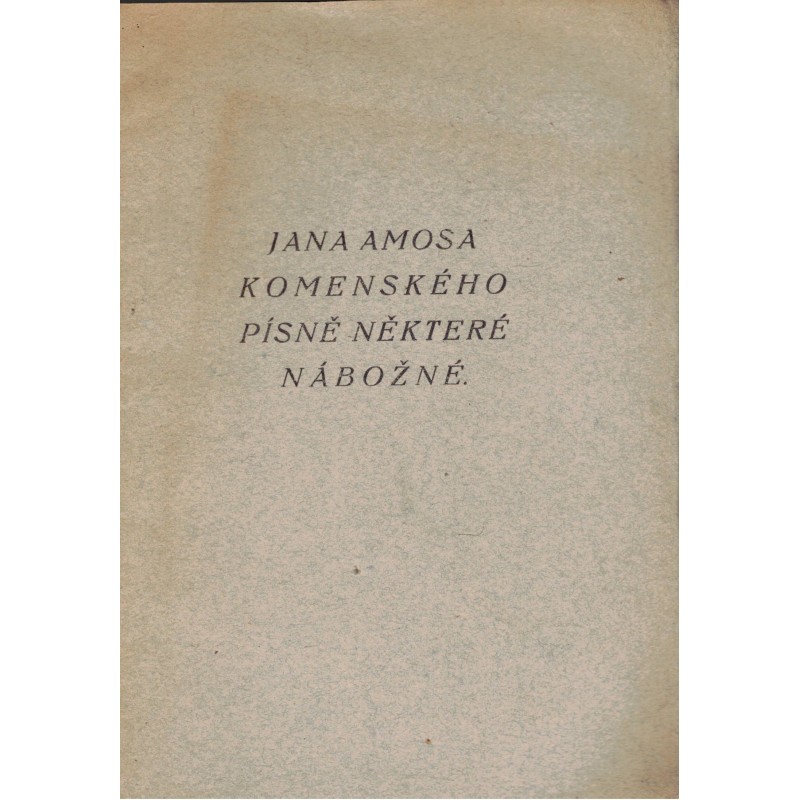 JANA AMOSA
KOMENSKÉHO
PÍSNĚ NĚKTERÉ
NÁBOŽNÉ.